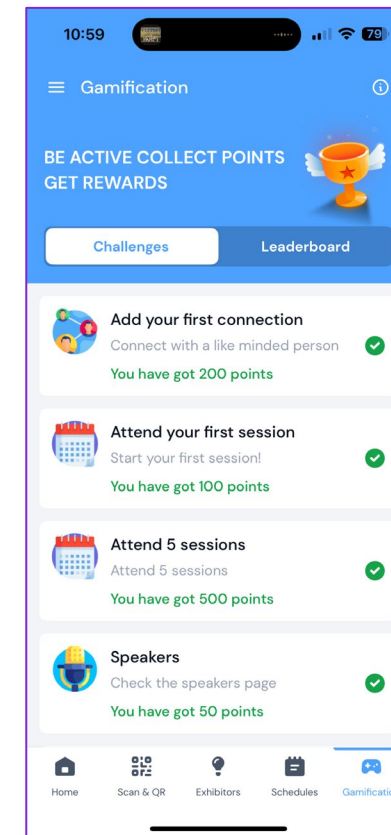 10:59
79
Gamification
BE ACTIVE COLLECT POINTS
GET REWARDS
Challenges
Leaderboard
Add your first connection
Connect with a like minded person
You have got 200 points
Attend your first session
Start your first session!
You have got 100 points
Attend 5 sessions
Attend 5 sessions
You have got 500 points
Speakers
Check the speakers page
You have got 50 points
Home
Scan & QR
Exhibitors
Schedules
Gamificatio